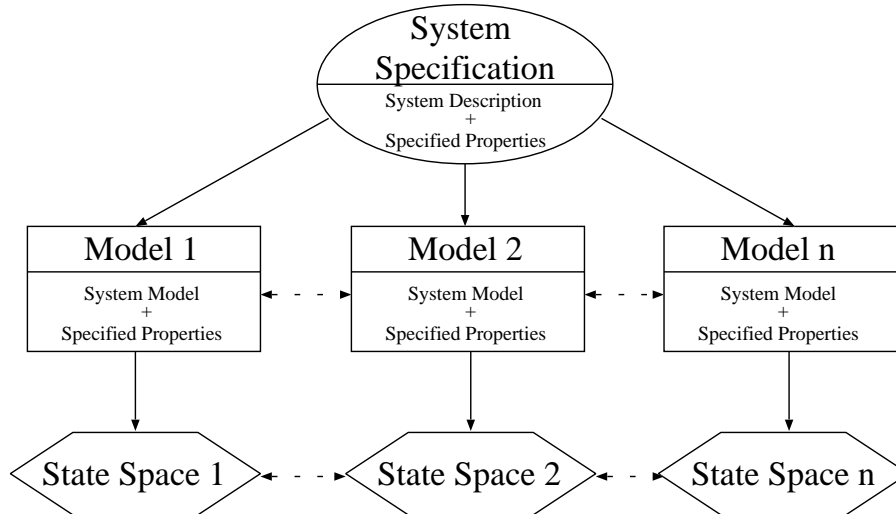 System
Specification
System Description
+
Specified Properties
Model 1
System Model
+
Specified Properties
Model 2
System Model
+
Specified Properties
Model n
System Model
+
Specified Properties
State Space 1
State Space 2
State Space n